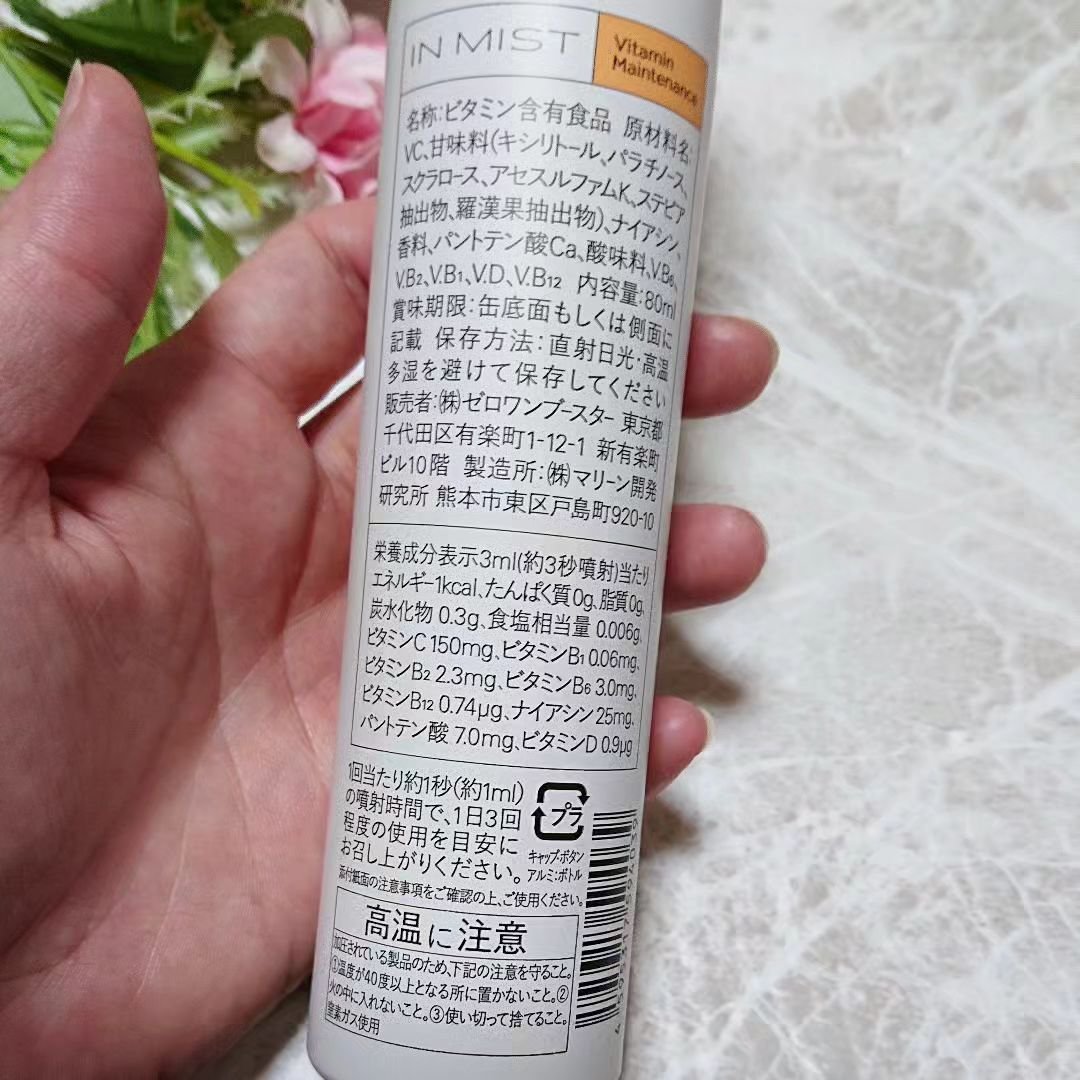 IN MIST
Vitamin
Maintenance
名称:ビタミン含有食品 原材料名:
VC、甘味料(キシリトール、パラチノース、
スクラロース、アセスルファムK、ステビア
抽出物、羅漢果抽出物)、ナイアシン、
香料、パントテン酸Ca、酸味料、V.B6、
V.B2、V.B1、V.D、V.B12 内容量:80ml
賞味期限:缶底面もしくは側面に
記載 保存方法:直射日光・高温
多湿を避けて保存してください
販売者:㈱ゼロワンブースター 東京都
千代田区有楽町1-12-1 新有楽町
ビル10階 製造所:㈱マリーン開発
研究所 熊本市東区戸島町920-10
栄養成分表示3ml(約3秒噴射)当たり
エネルギー1kcal、たんぱく質0g、脂質0g、
炭水化物 0.3g、食塩相当量 0.006g、
ビタミンC 150mg、ビタミンB1 0.06mg、
ビタミンB2 2.3mg、ビタミンB6 3.0mg、
ビタミンB12 0.74μg、ナイアシン 25mg、
パントテン酸 7.0mg、ビタミンD 0.9μg
1回当たり約1秒(約1ml)
の噴射時間で、1日3回
程度の使用を目安に
お召し上がりください。
プラ
キャップ・ボタン
アルミ:ボトル
添付紙面の注意事項をご確認の上、ご使用ください。
高温に注意
加圧されている製品のため、下記の注意を守ること。
①温度が40度以上となる所に置かないこと。②
火の中に入れないこと。③使い切って捨てること。
窒素ガス使用